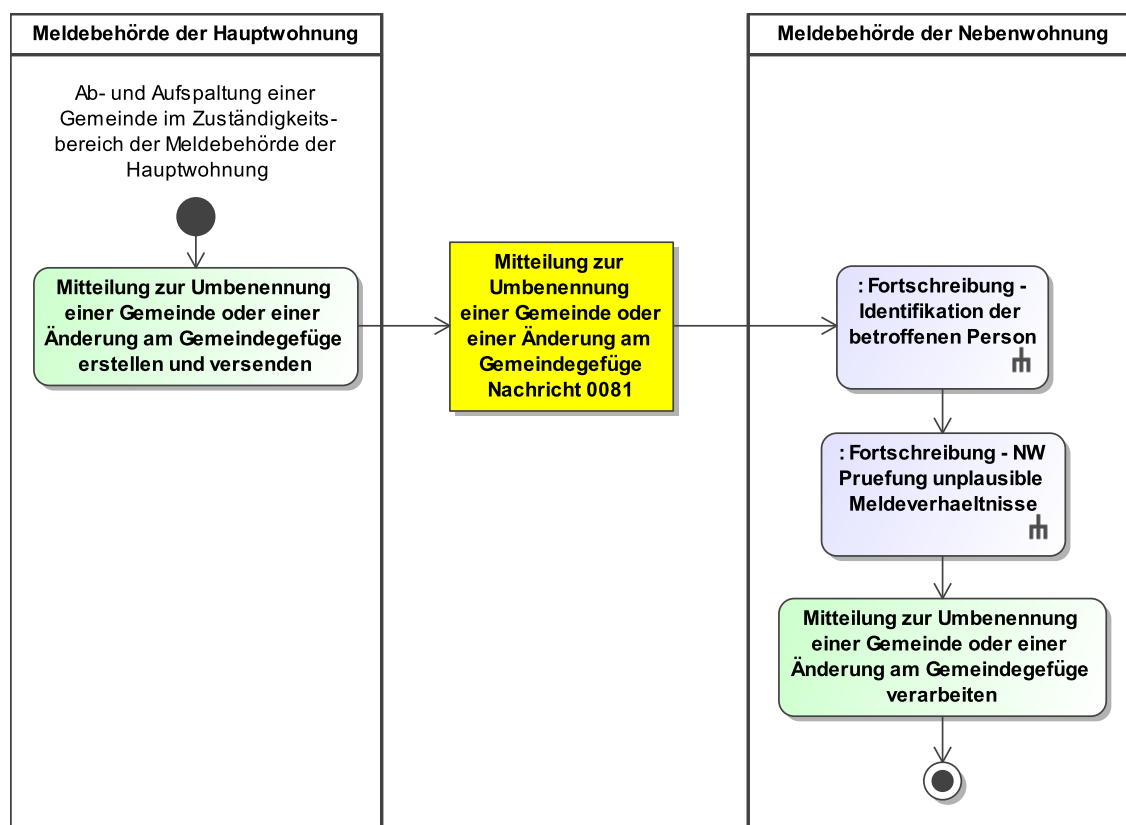 Meldebehörde der Hauptwohnung
Ab- und Aufspaltung einer
Gemeinde im Zuständigkeits-
bereich der Meldebehörde der
Hauptwohnung
Mitteilung zur Umbenennung
einer Gemeinde oder einer
Änderung am Gemeindegefüge
erstellen und versenden
Mitteilung zur
Umbenennung
einer Gemeinde oder
einer Änderung am
Gemeindegefüge
Nachricht 0081
Meldebehörde der Nebenwohnung
: Fortschreibung -
Identifikation der
betroffenen Person
: Fortschreibung - NW
Pruefung unplausible
Meldeverhaeltnisse
Mitteilung zur Umbenennung
einer Gemeinde oder einer
Änderung am Gemeindegefüge
verarbeiten